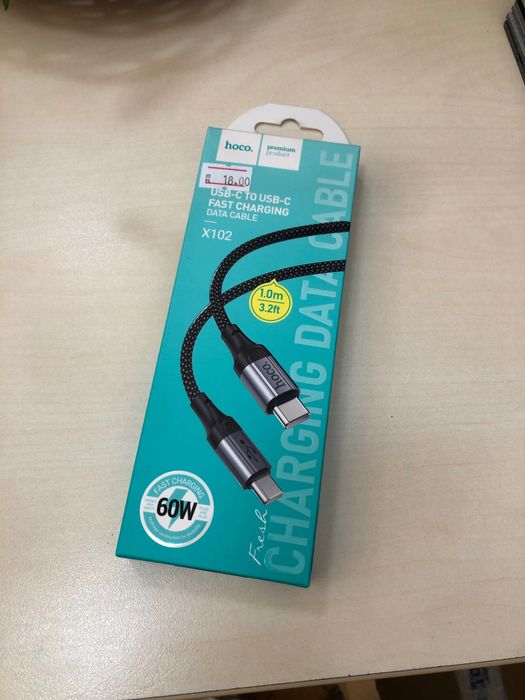 hoco.
premium
product
18.00
USB-C TO USB-C
FAST CHARGING
DATA CABLE
X102
1.0m
3.2ft
hoco.
FAST CHARGING
60W
Fresh
CHARGING DATA CABLE